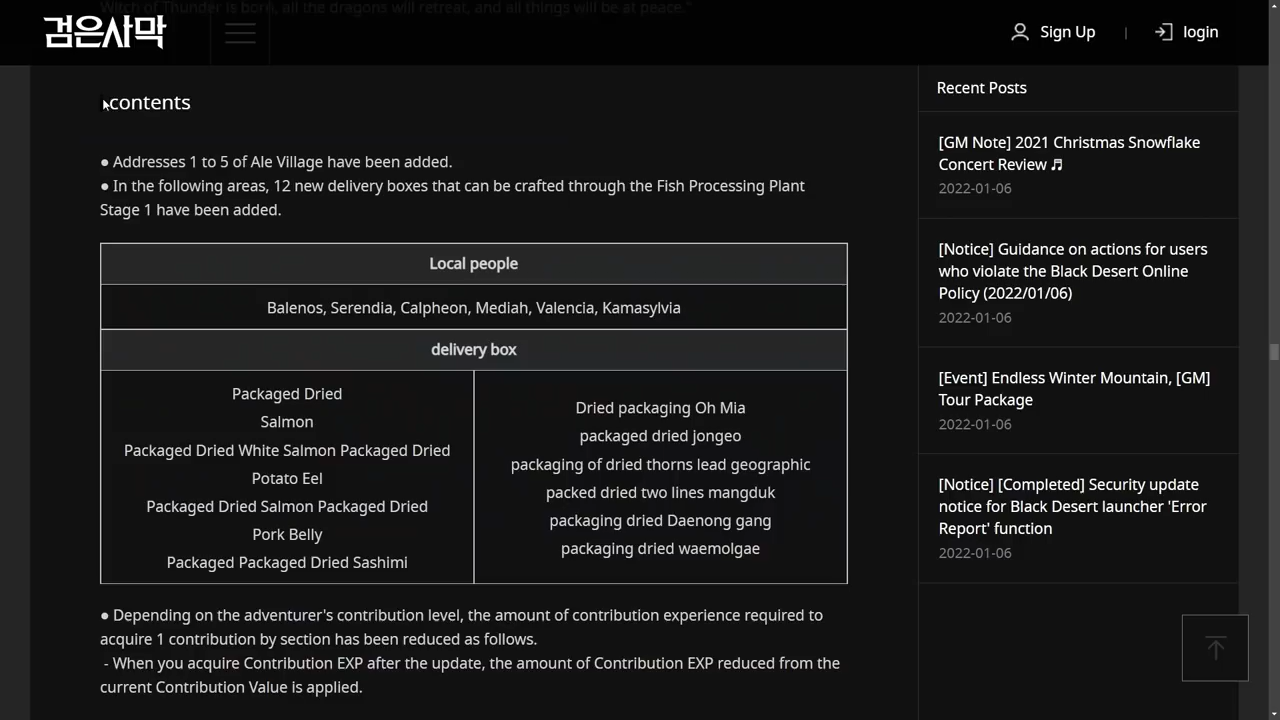 Witch of Thunder is born, all the dragons will retreat, and all things will be at peace."
검은사막
Sign Up
login
contents
● Addresses 1 to 5 of Ale Village have been added.
● In the following areas, 12 new delivery boxes that can be crafted through the Fish Processing Plant
Stage 1 have been added.
Local people
Balenos, Serendia, Calpheon, Mediah, Valencia, Kamasylvia
delivery box
Packaged Dried
Salmon
Packaged Dried White Salmon Packaged Dried
Potato Eel
Packaged Dried Salmon Packaged Dried
Pork Belly
Packaged Packaged Dried Sashimi
Dried packaging Oh Mia
packaged dried jongeo
packaging of dried thorns lead geographic
packed dried two lines mangduk
packaging dried Daenong gang
packaging dried waemolgae
● Depending on the adventurer's contribution level, the amount of contribution experience required to
acquire 1 contribution by section has been reduced as follows.
- When you acquire Contribution EXP after the update, the amount of Contribution EXP reduced from the
current Contribution Value is applied.
Recent Posts
[GM Note] 2021 Christmas Snowflake
Concert Review ♬
2022-01-06
[Notice] Guidance on actions for users
who violate the Black Desert Online
Policy (2022/01/06)
2022-01-06
[Event] Endless Winter Mountain, [GM]
Tour Package
2022-01-06
[Notice] [Completed] Security update
notice for Black Desert launcher 'Error
Report' function
2022-01-06